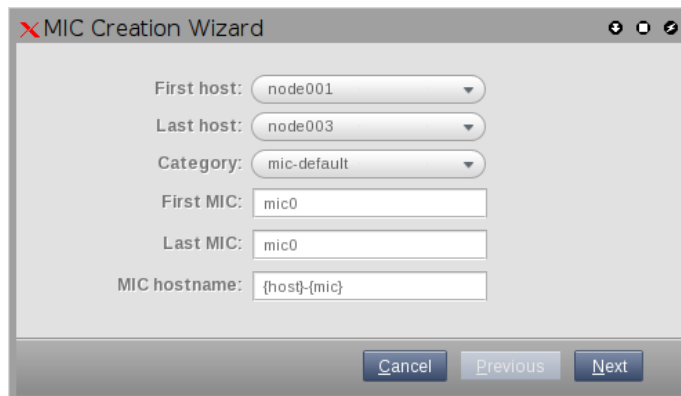 MIC Creation Wizard
First host: node001
Last host: node003
Category: mic-default
First MIC: mic0
Last MIC: mic0
MIC hostname: {host}-{mic}
Cancel Previous Next